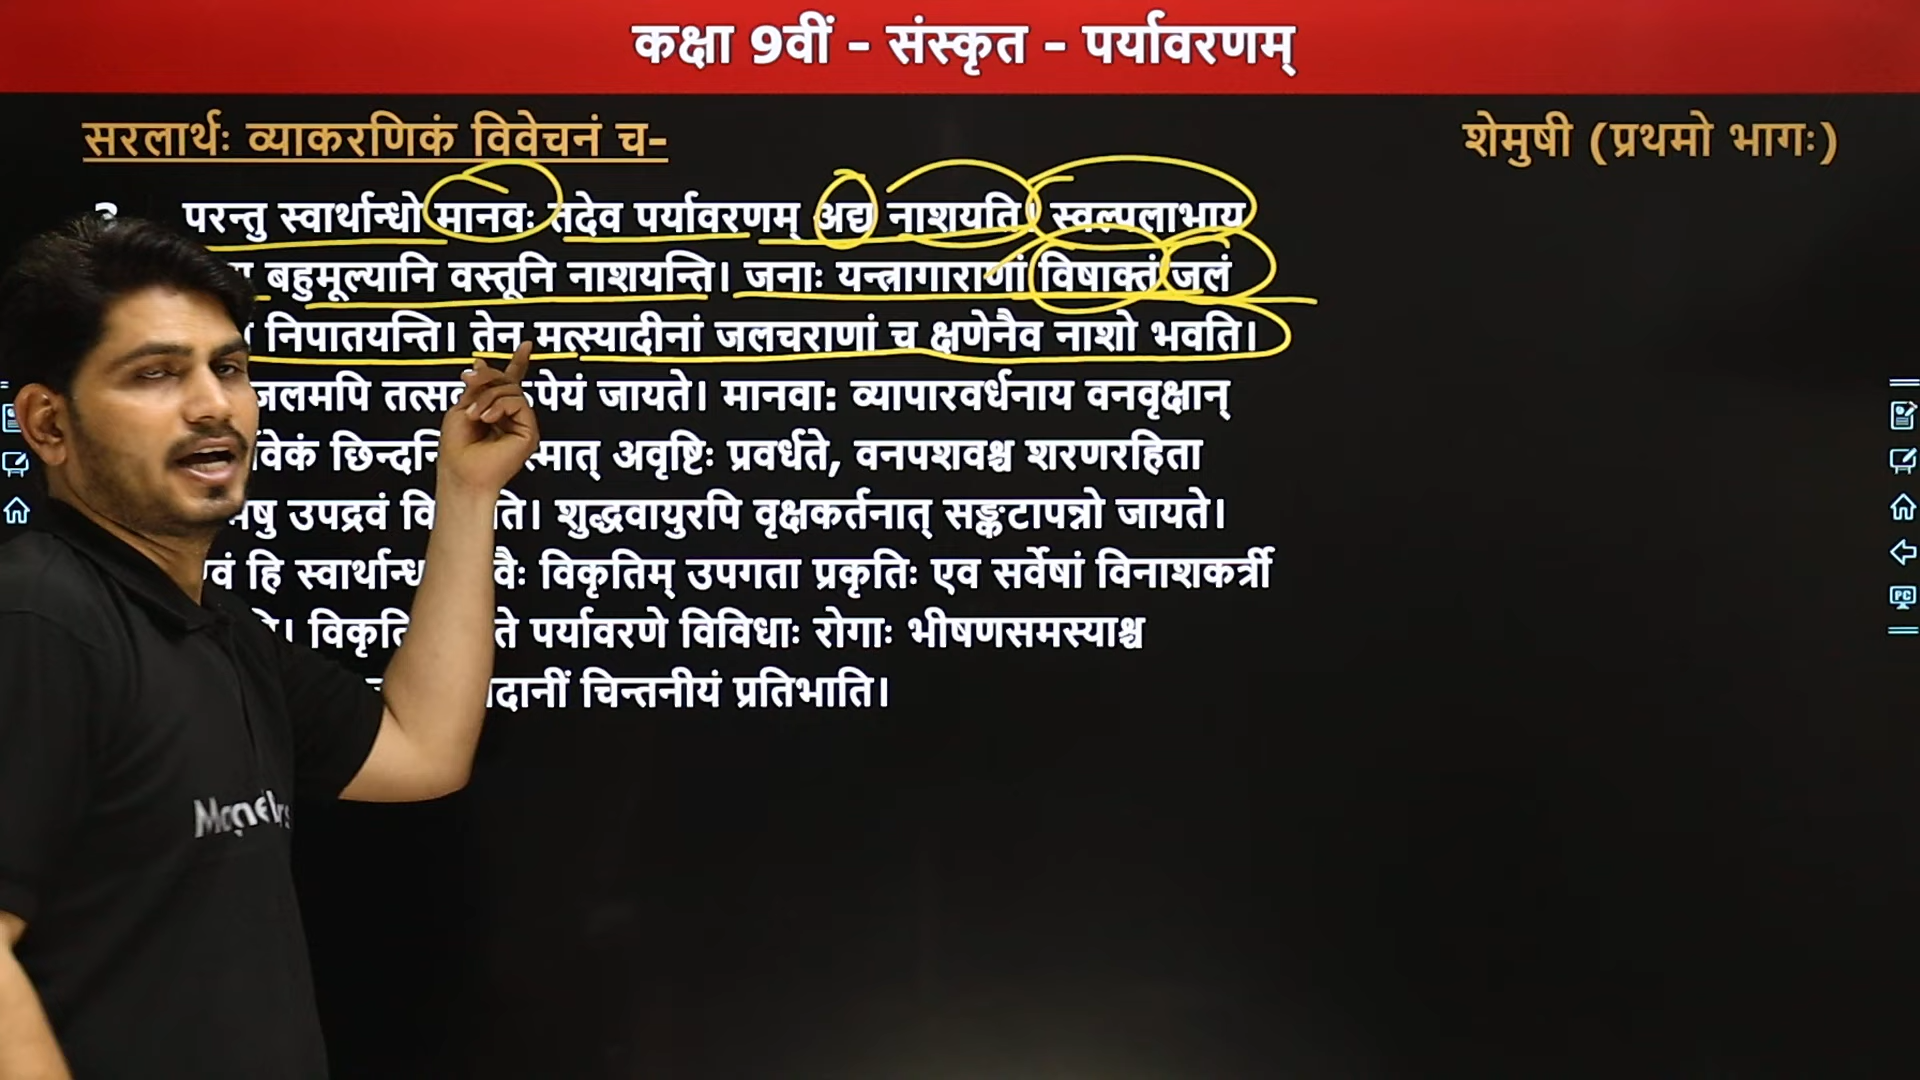 कक्षा 9वीं - संस्कृत - पर्यावरणम्
सरलार्थः व्याकरणिकं विवेचनं च-
शेमुषी (प्रथमो भागः)
परन्तु स्वार्थान्धो मानवः तदेव पर्यावरणम् अद्य नाशयति। स्वल्पलाभाय
बहुमूल्यानि वस्तूनि नाशयन्ति। जनाः यन्त्रागाराणां विषाक्तं जलं
निपातयन्ति। तेन मत्स्यादीनां जलचराणां च क्षणेनैव नाशो भवति।
जलमपि जायते। मानवा: व्यापारवर्धनाय वनवृक्षान्
अवृष्टिः प्रवर्धते, वनपशवश्च शरणरहिता
उपद्रवं शुद्धवायुरपि वृक्षकर्तनात् सङ्कटापन्नो जायते।
हि विकृतिम् उपगता प्रकृतिः एव सर्वेषां विनाशकर्त्री
पर्यावरणे विविधाः रोगाः भीषणसमस्याश्च
चिन्तनीयं प्रतिभाति।
PC